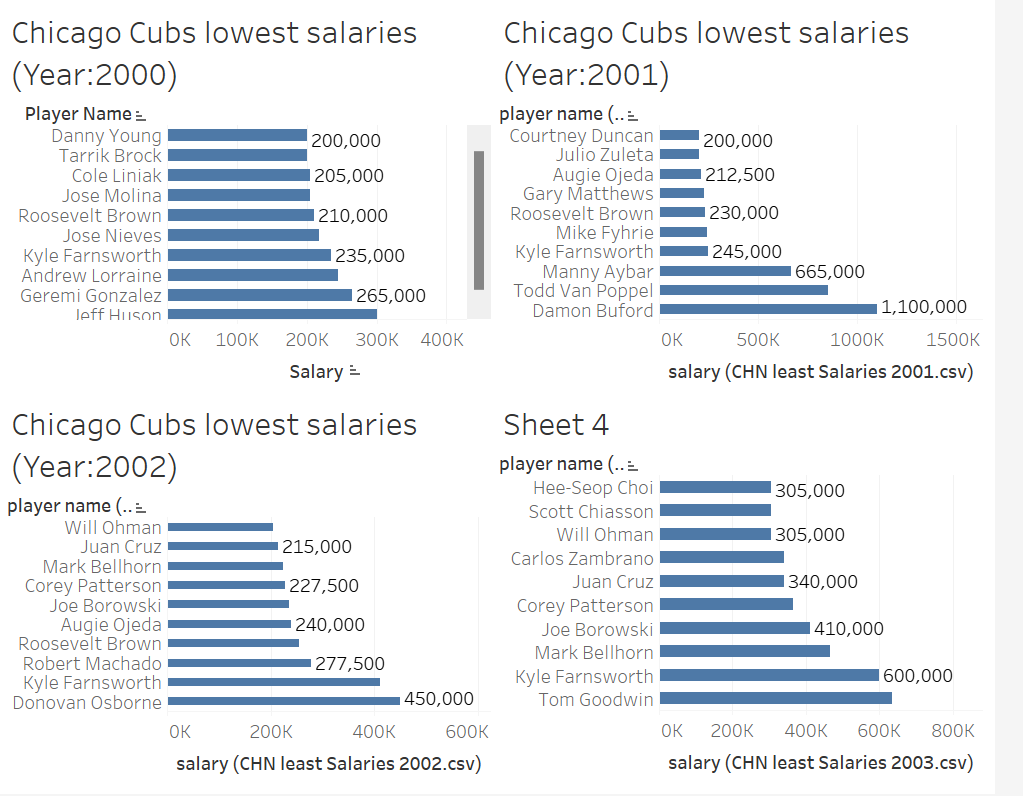 Chicago Cubs lowest salaries
(Year:2000)
Player Name
Danny Young 200,000
Tarrik Brock
Cole Liniak 205,000
Jose Molina
Roosevelt Brown 210,000
Jose Nieves
Kyle Farnsworth 235,000
Andrew Lorraine
Geremi Gonzalez 265,000
Jeff Huson
0K 100K 200K 300K 400K
Salary
Chicago Cubs lowest salaries
(Year:2001)
player name (..
Courtney Duncan 200,000
Julio Zuleta
Augie Ojeda 212,500
Gary Matthews
Roosevelt Brown 230,000
Mike Fyhrie
Kyle Farnsworth 245,000
Manny Aybar 665,000
Todd Van Poppel
Damon Buford 1,100,000
0K 500K 1000K 1500K
salary (CHN least Salaries 2001.csv)
Chicago Cubs lowest salaries
(Year:2002)
player name (..
Will Ohman
Juan Cruz 215,000
Mark Bellhorn
Corey Patterson 227,500
Joe Borowski
Augie Ojeda 240,000
Roosevelt Brown
Robert Machado 277,500
Kyle Farnsworth
Donovan Osborne 450,000
0K 200K 400K 600K
salary (CHN least Salaries 2002.csv)
Sheet 4
player name (..
Hee-Seop Choi 305,000
Scott Chiasson
Will Ohman 305,000
Carlos Zambrano
Juan Cruz 340,000
Corey Patterson
Joe Borowski 410,000
Mark Bellhorn
Kyle Farnsworth 600,000
Tom Goodwin
0K 200K 400K 600K 800K
salary (CHN least Salaries 2003.csv)